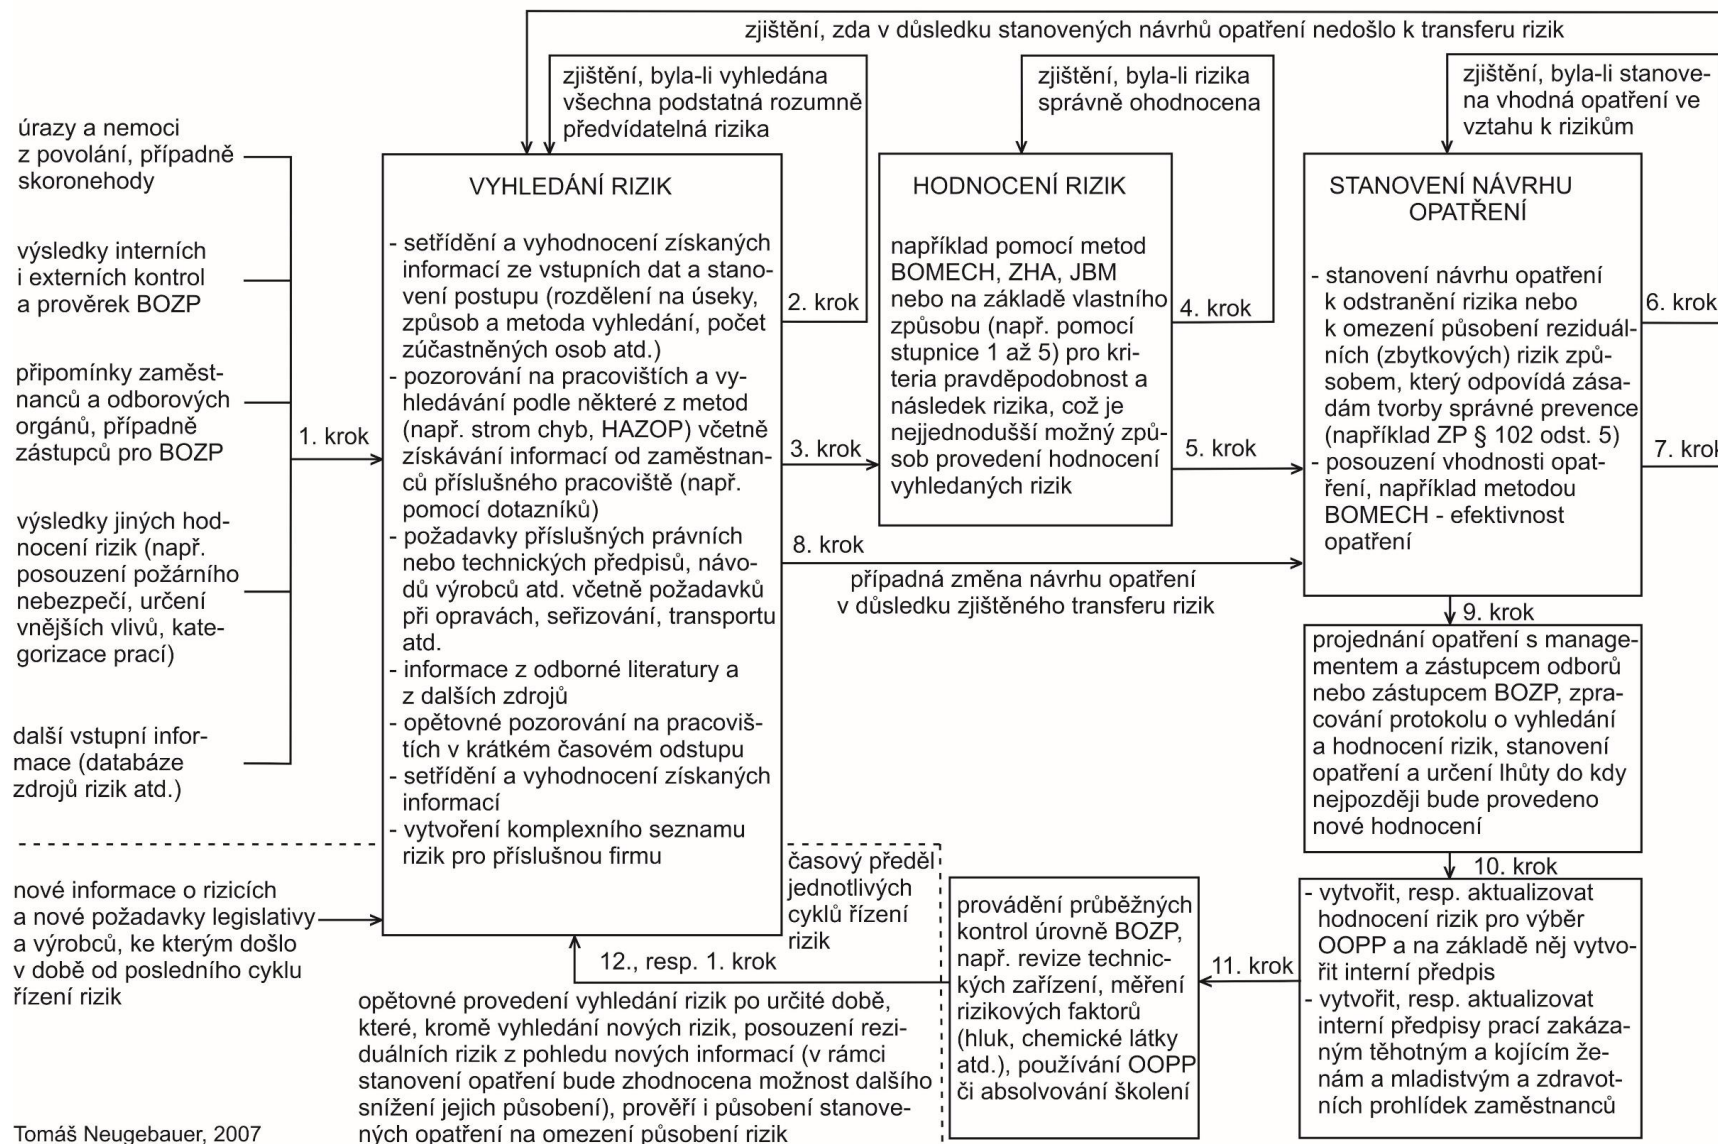 zjištění, zda v důsledku stanovených návrhů opatření nedošlo k transferu rizik
zjištění, byla-li vyhledána
všechna podstatná rozumně
předvídatelná rizika
zjištění, byla-li rizika
správně ohodnocena
zjištění, byla-li stanove-
na vhodná opatření ve
vztahu k rizikům
úrazy a nemoci
z povolání, případně
skoronehody
výsledky interních
i externích kontrol
a prověrek BOZP
připomínky zaměst-
nanců a odborových
orgánů, případně
zástupců pro BOZP
výsledky jiných hod-
nocení rizik (např.
posouzení požárního
nebezpečí, určení
vnějších vlivů, kate-
gorizace prací)
další vstupní infor-
mace (databáze
zdrojů rizik atd.)
1. krok
VYHLEDÁNÍ RIZIK
- setřídění a vyhodnocení získaných
informací ze vstupních dat a stano-
vení postupu (rozdělení na úseky,
způsob a metoda vyhledání, počet
zúčastněných osob atd.)
- pozorování na pracovištích a vy-
hledávání podle některé z metod
(např. strom chyb, HAZOP) včetně
získávání informací od zaměstnan-
ců příslušného pracoviště (např.
pomocí dotazníků)
- požadavky příslušných právních
nebo technických předpisů, návo-
dů výrobců atd. včetně požadavků
při opravách, seřizování, transportu
atd.
- informace z odborné literatury a
z dalších zdrojů
- opětovné pozorování na pracoviš-
tích v krátkém časovém odstupu
- setřídění a vyhodnocení získaných
informací
- vytvoření komplexního seznamu
rizik pro příslušnou firmu
2. krok
3. krok
HODNOCENÍ RIZIK
například pomocí metod
BOMECH, ZHA, JBM
nebo na základě vlastního
způsobu (např. pomocí
stupnice 1 až 5) pro kri-
teria pravděpodobnost a
následek rizika, což je
nejjednodušší možný způ-
sob provedení hodnocení
vyhledaných rizik
4. krok
5. krok
STANOVENÍ NÁVRHU
OPATŘENÍ
- stanovení návrhu opatření
k odstranění rizika nebo
k omezení působení reziduál-
ních (zbytkových) rizik způ-
sobem, který odpovídá zása-
dám tvorby správné prevence
(například ZP § 102 odst. 5)
- posouzení vhodnosti opat-
ření, například metodou
BOMECH - efektivnost
opatření
6. krok
7. krok
8. krok
případná změna návrhu opatření
v důsledku zjištěného transferu rizik
9. krok
projednání opatření s manage-
mentem a zástupcem odborů
nebo zástupcem BOZP, zpra-
cování protokolu o vyhledání
a hodnocení rizik, stanovení
opatření a určení lhůty do kdy
nejpozději bude provedeno
nové hodnocení
10. krok
- vytvořit, resp. aktualizovat
hodnocení rizik pro výběr
OOPP a na základě něj vytvo-
řit interní předpis
- vytvořit, resp. aktualizovat
interní předpisy prací zakáza-
ným těhotným a kojícím že-
nám a mladistvým a zdravot-
ních prohlídek zaměstnanců
11. krok
provádění průběžných
kontrol úrovně BOZP,
např. revize technic-
kých zařízení, měření
rizikových faktorů
(hluk, chemické látky
atd.), používání OOPP
či absolvování školení
časový předěl
jednotlivých
cyklů řízení
rizik
12., resp. 1. krok
opětovné provedení vyhledání rizik po určité době,
které, kromě vyhledání nových rizik, posouzení rezi-
duálních rizik z pohledu nových informací (v rámci
stanovení opatření bude zhodnocena možnost dalšího
snížení jejich působení), prověří i působení stanove-
ných opatření na omezení působení rizik
nové informace o rizicích
a nové požadavky legislativy
a výrobců, ke kterým došlo
v době od posledního cyklu
řízení rizik
Tomáš Neugebauer, 2007